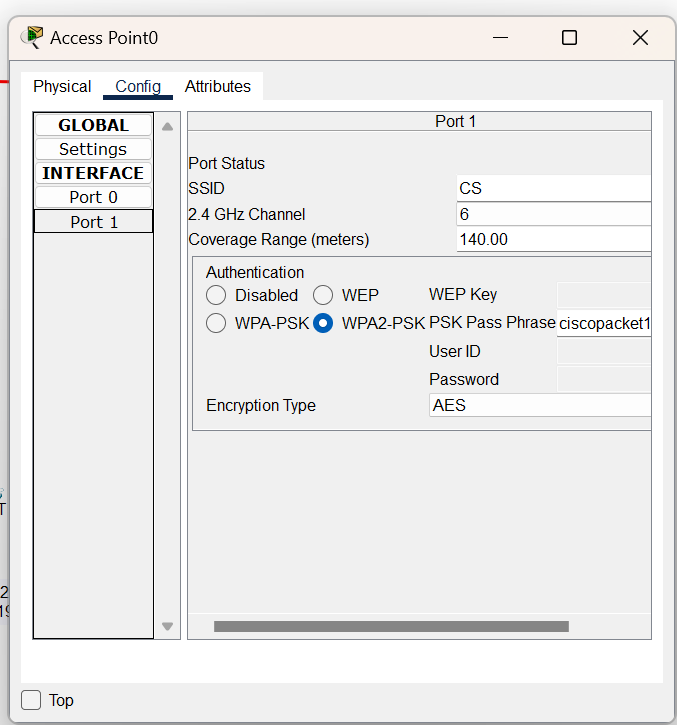 Access Point0
Physical Config Attributes
GLOBAL
Settings
INTERFACE
Port 0
Port 1
Port 1
Port Status
SSID CS
2.4 GHz Channel 6
Coverage Range (meters) 140.00
Authentication
Disabled WEP WEP Key
WPA-PSK WPA2-PSK PSK Pass Phrase ciscopacket1
User ID
Password
Encryption Type AES
Top